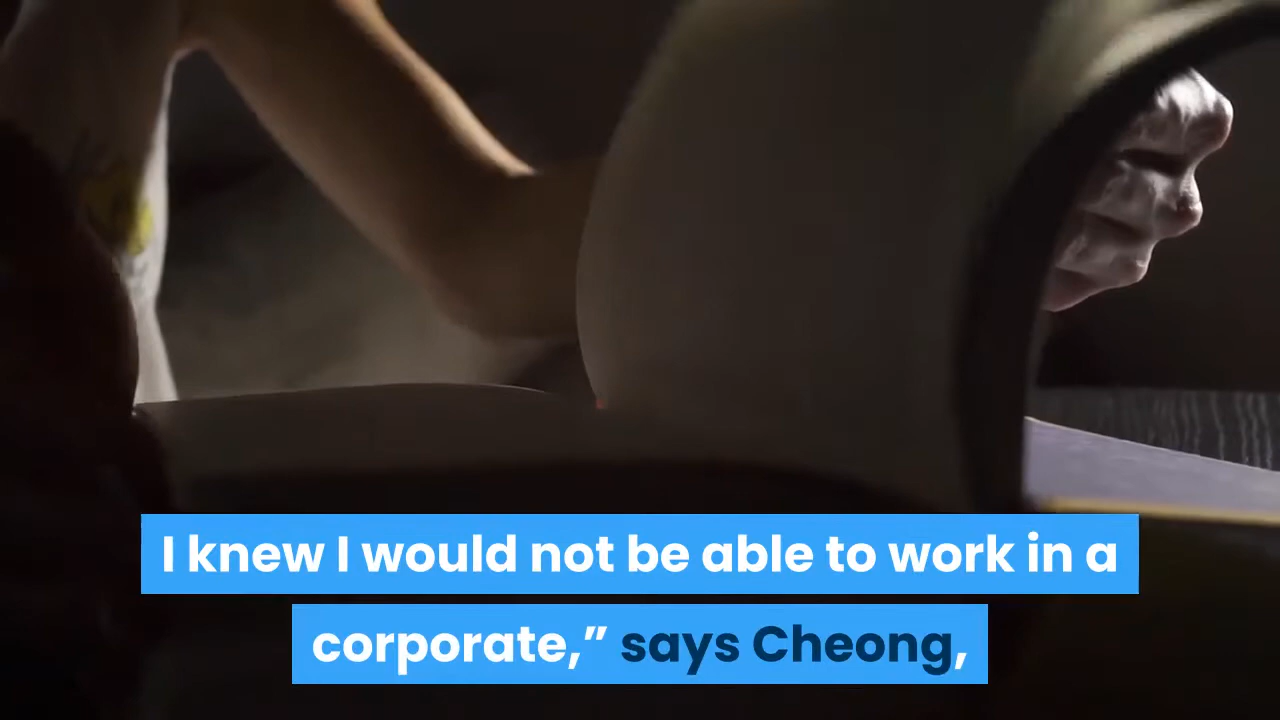 I knew I would not be able to work in a
corporate,” says Cheong,